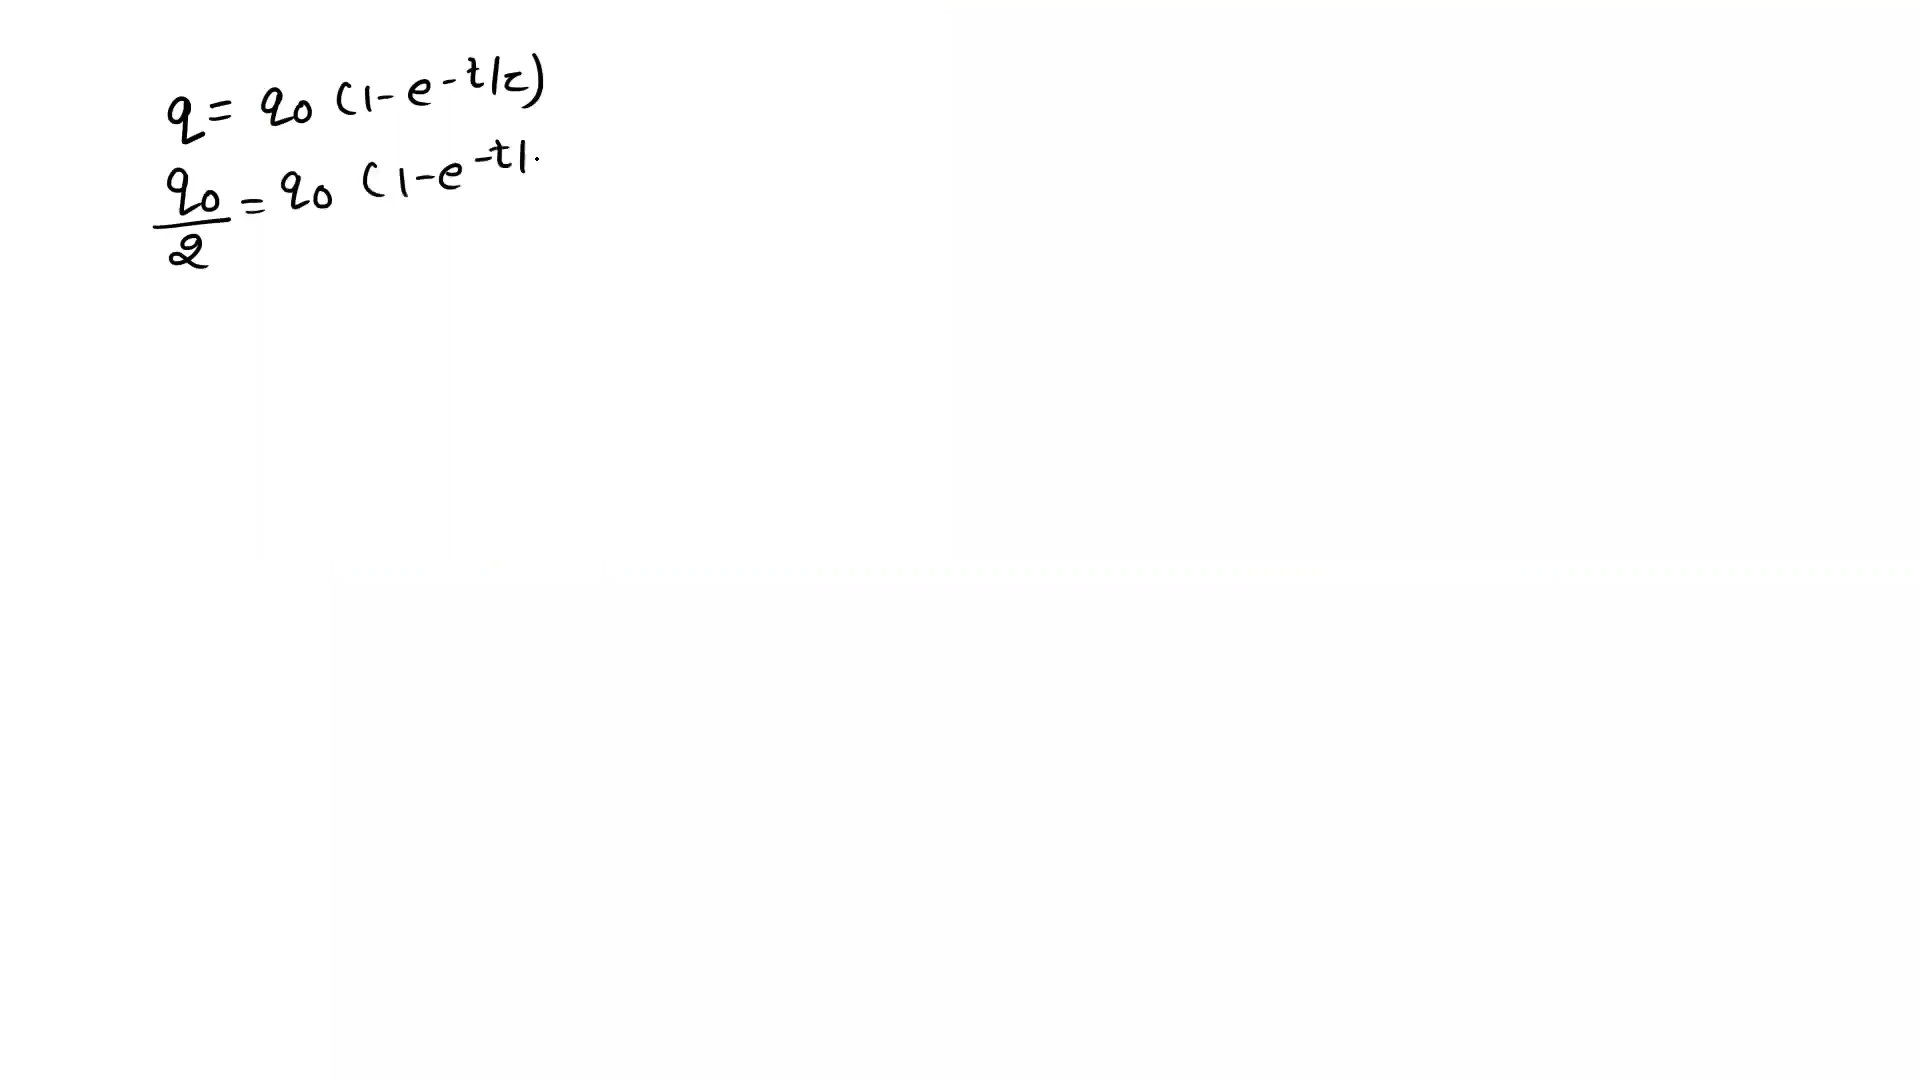 q = q0 (1 - e^-t/τ)
q0/2 = q0 (1 - e^-t/